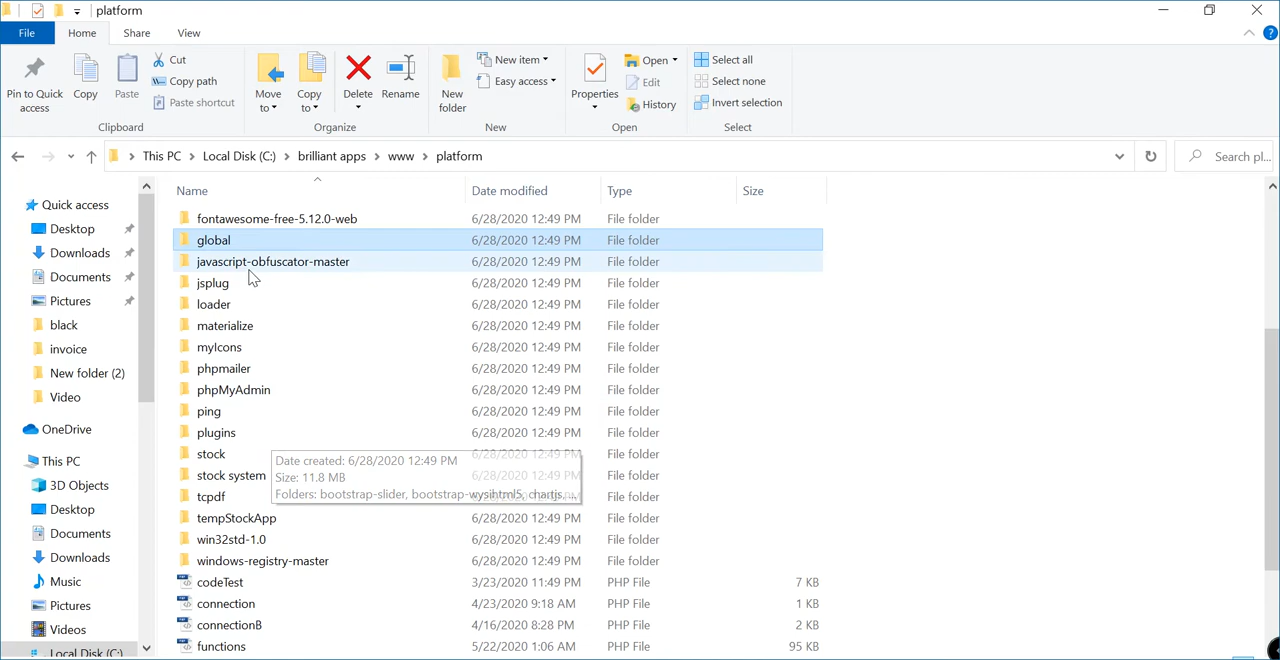 platform
File Home Share View
Pin to Quick access
Copy
Paste
Cut
Copy path
Paste shortcut
Clipboard
Move to
Copy to
Delete
Rename
Organize
New folder
New item
Easy access
New
Properties
Open
Edit
History
Open
Select all
Select none
Invert selection
Select
This PC > Local Disk (C:) > brilliant apps > www > platform
Search pl...
Quick access
Desktop
Downloads
Documents
Pictures
black
invoice
New folder (2)
Video
OneDrive
This PC
3D Objects
Desktop
Documents
Downloads
Music
Pictures
Videos
Local Disk (C:)
Name Date modified Type Size
fontawesome-free-5.12.0-web 6/28/2020 12:49 PM File folder
global 6/28/2020 12:49 PM File folder
javascript-obfuscator-master 6/28/2020 12:49 PM File folder
jsplug 6/28/2020 12:49 PM File folder
loader 6/28/2020 12:49 PM File folder
materialize 6/28/2020 12:49 PM File folder
myIcons 6/28/2020 12:49 PM File folder
phpmailer 6/28/2020 12:49 PM File folder
phpMyAdmin 6/28/2020 12:49 PM File folder
ping 6/28/2020 12:49 PM File folder
plugins 6/28/2020 12:49 PM File folder
stock 6/28/2020 12:49 PM File folder
stock system 6/28/2020 12:49 PM File folder
tcpdf 6/28/2020 12:49 PM File folder
tempStockApp 6/28/2020 12:49 PM File folder
win32std-1.0 6/28/2020 12:49 PM File folder
windows-registry-master 6/28/2020 12:49 PM File folder
codeTest 3/23/2020 11:49 PM PHP File 7 KB
connection 4/23/2020 9:18 AM PHP File 1 KB
connectionB 4/16/2020 8:28 PM PHP File 2 KB
functions 5/22/2020 1:06 AM PHP File 95 KB
Date created: 6/28/2020 12:49 PM
Size: 11.8 MB
Folders: bootstrap-slider, bootstrap-wysihtml5, chartjs, ...